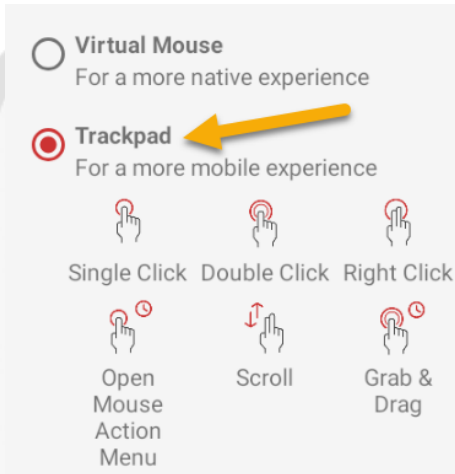 Virtual Mouse
For a more native experience
Trackpad
For a more mobile experience
Single Click Double Click Right Click
Open Scroll Grab &
Mouse Drag
Action
Menu